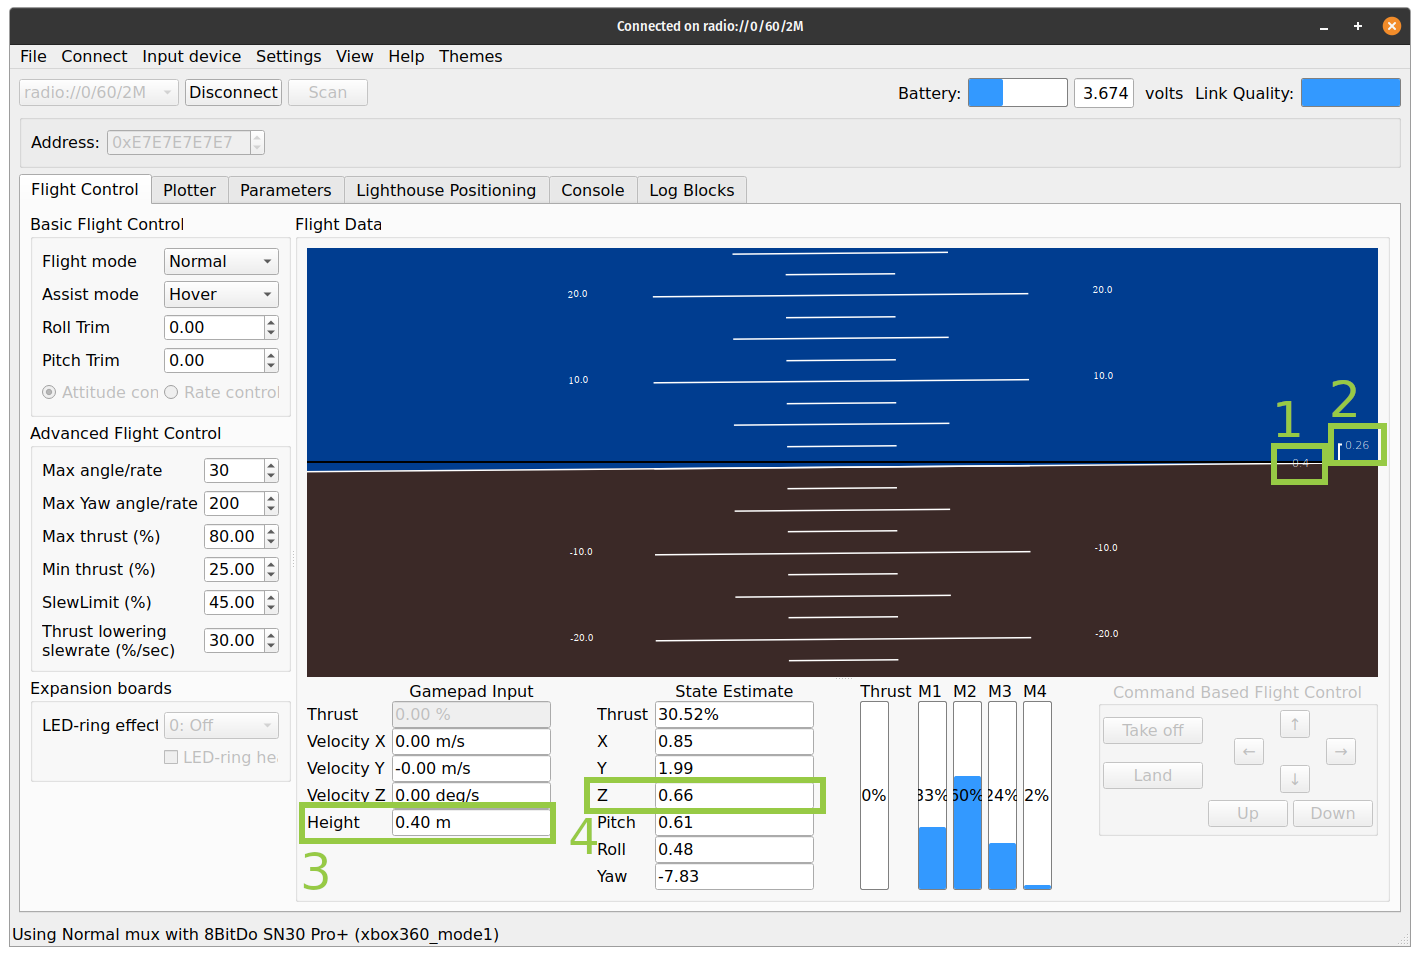 Connected on radio://0/60/2M
File Connect Input device Settings View Help Themes
radio://0/60/2M Disconnect Scan Battery: 3.674 volts Link Quality:
Address: 0xE7E7E7E7E7
Flight Control Plotter Parameters Lighthouse Positioning Console Log Blocks
Basic Flight Control
Flight mode Normal
Assist mode Hover
Roll Trim 0.00
Pitch Trim 0.00
Attitude con Rate control
Advanced Flight Control
Max angle/rate 30
Max Yaw angle/rate 200
Max thrust (%) 80.00
Min thrust (%) 25.00
SlewLimit (%) 45.00
Thrust lowering
slewrate (%/sec) 30.00
Expansion boards
LED-ring effect 0: Off
LED-ring hea
Flight Data
20.0 20.0
10.0 10.0
1 2
0.26
0.4
-10.0 -10.0
-20.0 -20.0
Gamepad Input
Thrust 0.00 %
Velocity X 0.00 m/s
Velocity Y -0.00 m/s
Velocity Z 0.00 deg/s
Height 0.40 m
3
State Estimate
Thrust 30.52%
X 0.85
Y 1.99
Z 0.66
4
Pitch 0.61
Roll 0.48
Yaw -7.83
Thrust M1 M2 M3 M4
0% 33% 60% 24% 2%
Command Based Flight Control
Take off ↑
← →
Land ↓
Up Down
Using Normal mux with 8BitDo SN30 Pro+ (xbox360_mode1)